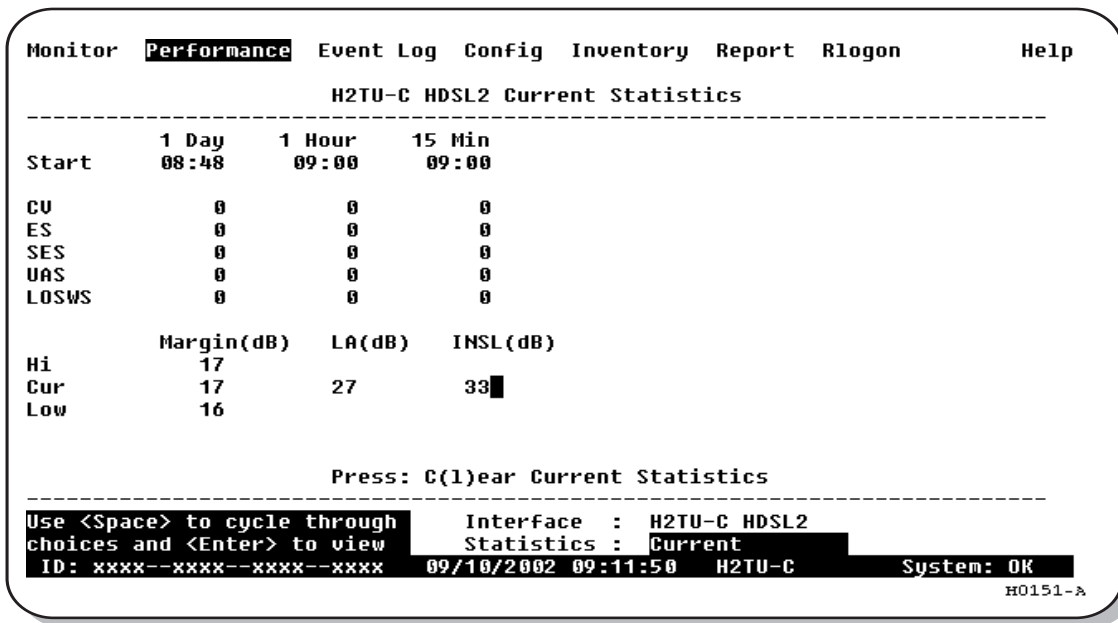 Monitor Performance Event Log Config Inventory Report Rlogon Help
H2TU-C HDSL2 Current Statistics
1 Day 1 Hour 15 Min
Start 08:48 09:00 09:00
CV 0 0 0
ES 0 0 0
SES 0 0 0
UAS 0 0 0
LOSWS 0 0 0
Margin(dB) LA(dB) INSL(dB)
Hi 17
Cur 17 27 33
Low 16
Press: C(l)ear Current Statistics
Use <Space> to cycle through Interface : H2TU-C HDSL2
choices and <Enter> to view Statistics : Current
ID: xxxx--xxxx--xxxx--xxxx 09/10/2002 09:11:50 H2TU-C System: OK
H0151-A